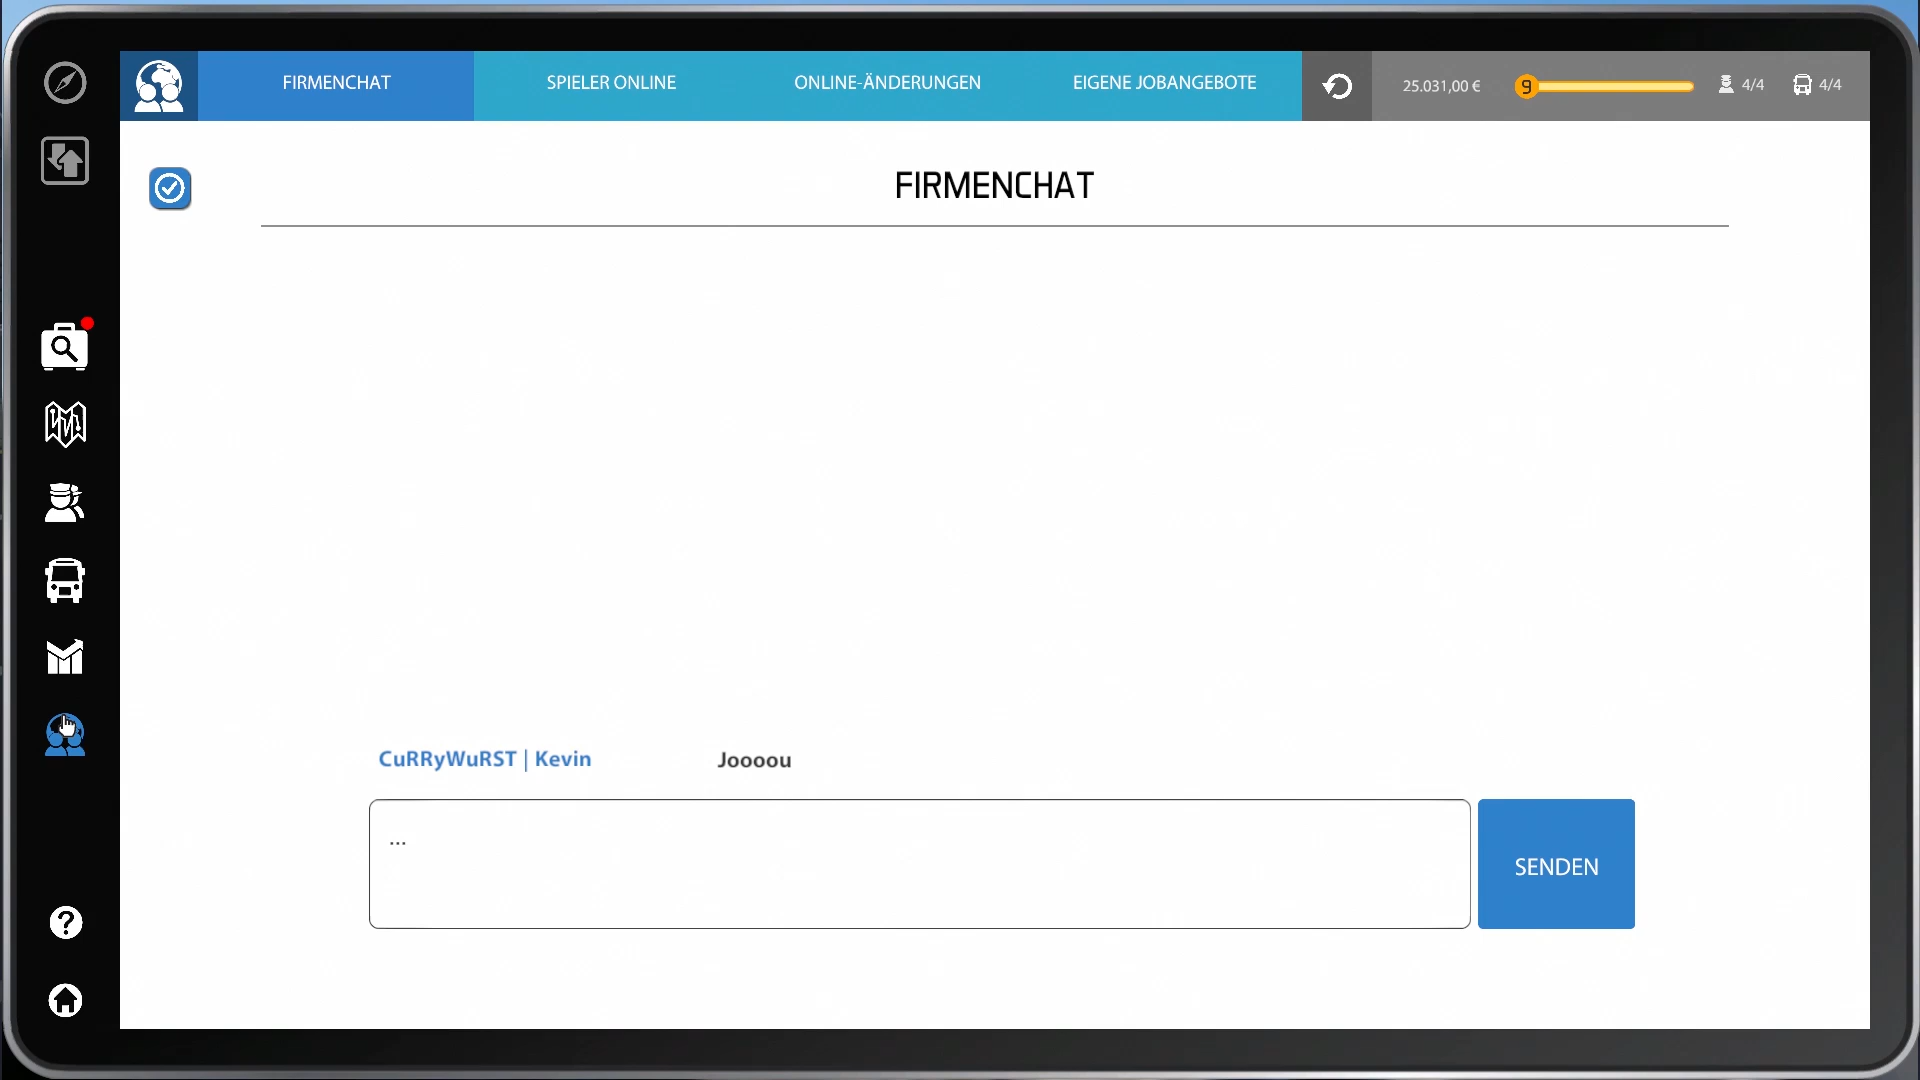 FIRMENCHAT
SPIELER ONLINE
ONLINE-ÄNDERUNGEN
EIGENE JOBANGEBOTE
25.031,00 €
9
4/4
4/4
FIRMENCHAT
CuRRyWuRST | Kevin
Joooou
...
SENDEN
?